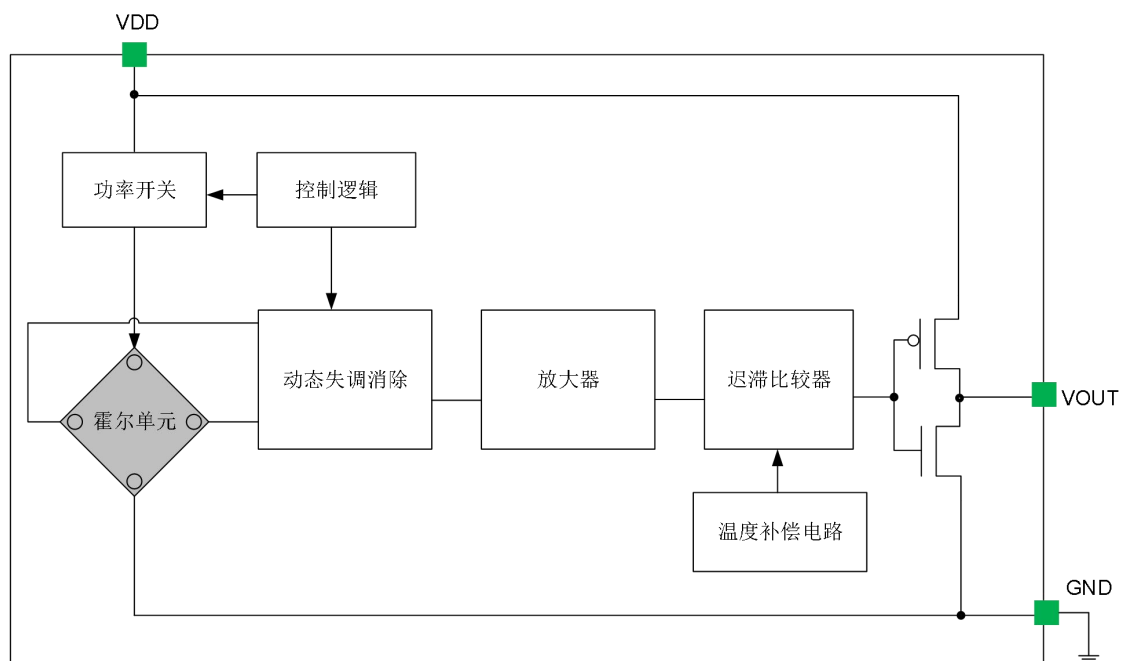 VDD
功率开关
控制逻辑
动态失调消除
放大器
迟滞比较器
霍尔单元
VOUT
温度补偿电路
GND